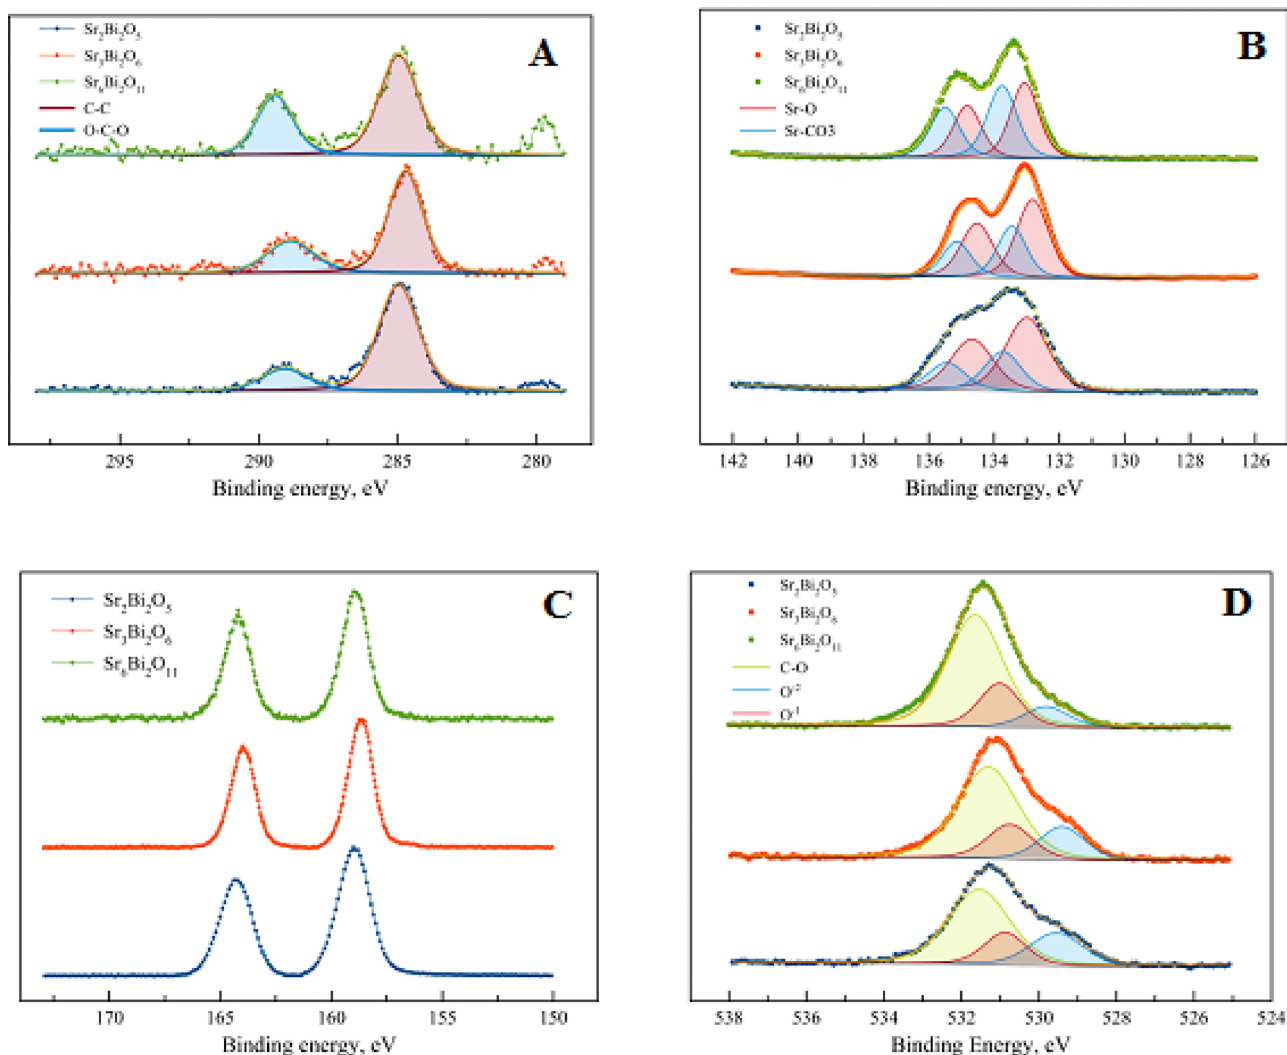 Sr2Bi2O5
Sr3Bi2O6
Sr6Bi2O11
C-C
O-C-O
A
295 290 285 280
Binding energy, eV
Sr2Bi2O5
Sr3Bi2O6
Sr6Bi2O11
Sr-O
Sr-CO3
B
142 140 138 136 134 132 130 128 126
Binding energy, eV
Sr2Bi2O5
Sr3Bi2O6
Sr6Bi2O11
C
170 165 160 155 150
Binding energy, eV
Sr2Bi2O5
Sr3Bi2O6
Sr6Bi2O11
C-O
O-2
O-1
D
538 536 534 532 530 528 526 524
Binding Energy, eV